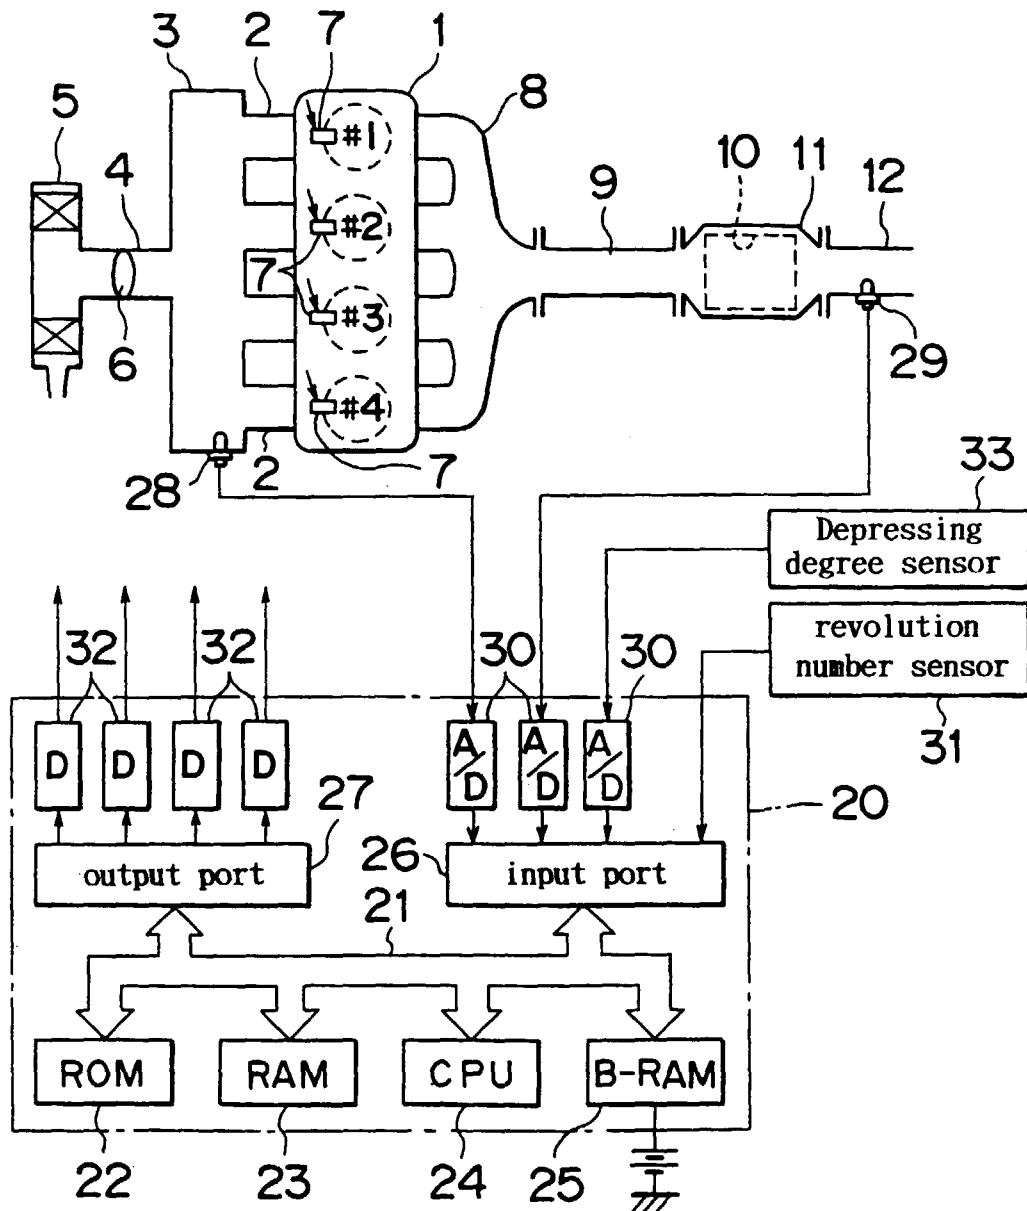 3 2 7 1
8
5
#1
4
10 11
9 12
#2
7
#3
6
29
#4
28 2 7
33
Depressing
degree sensor
revolution
number sensor
32 32 30 30
31
D D D D A/D A/D A/D
27 20
26
output port input port
21
ROM RAM CPU B-RAM
22 23 24 25